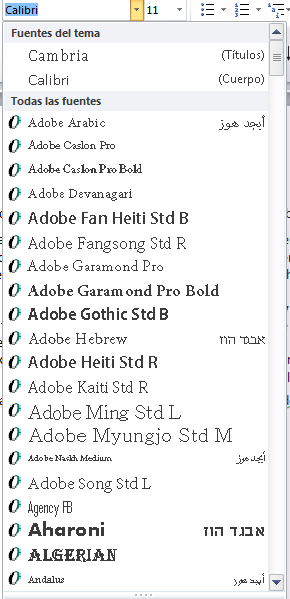 Calibri 11
Fuentes del tema
Cambria (Títulos)
Calibri (Cuerpo)
Todas las fuentes
Adobe Arabic أبجد هوز
Adobe Caslon Pro
Adobe Caslon Pro Bold
Adobe Devanagari
Adobe Fan Heiti Std B
Adobe Fangsong Std R
Adobe Garamond Pro
Adobe Garamond Pro Bold
Adobe Gothic Std B
Adobe Hebrew אבגד הוז
Adobe Heiti Std R
Adobe Kaiti Std R
Adobe Ming Std L
Adobe Myungjo Std M
Adobe Naskh Medium أبجد هوز
Adobe Song Std L
Agency FB
Aharoni אבגד הוז
ALGERIAN
Andalus أبجد هوز